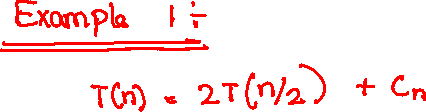 Example 1 ÷
T(n) = 2T(n/2) + Cn